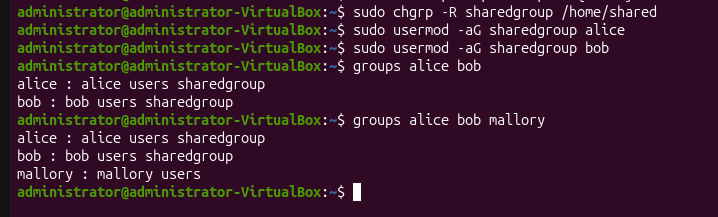 administrator@administrator-VirtualBox:~$ sudo chgrp -R sharedgroup /home/shared
administrator@administrator-VirtualBox:~$ sudo usermod -aG sharedgroup alice
administrator@administrator-VirtualBox:~$ sudo usermod -aG sharedgroup bob
administrator@administrator-VirtualBox:~$ groups alice bob
alice : alice users sharedgroup
bob : bob users sharedgroup
administrator@administrator-VirtualBox:~$ groups alice bob mallory
alice : alice users sharedgroup
bob : bob users sharedgroup
mallory : mallory users
administrator@administrator-VirtualBox:~$